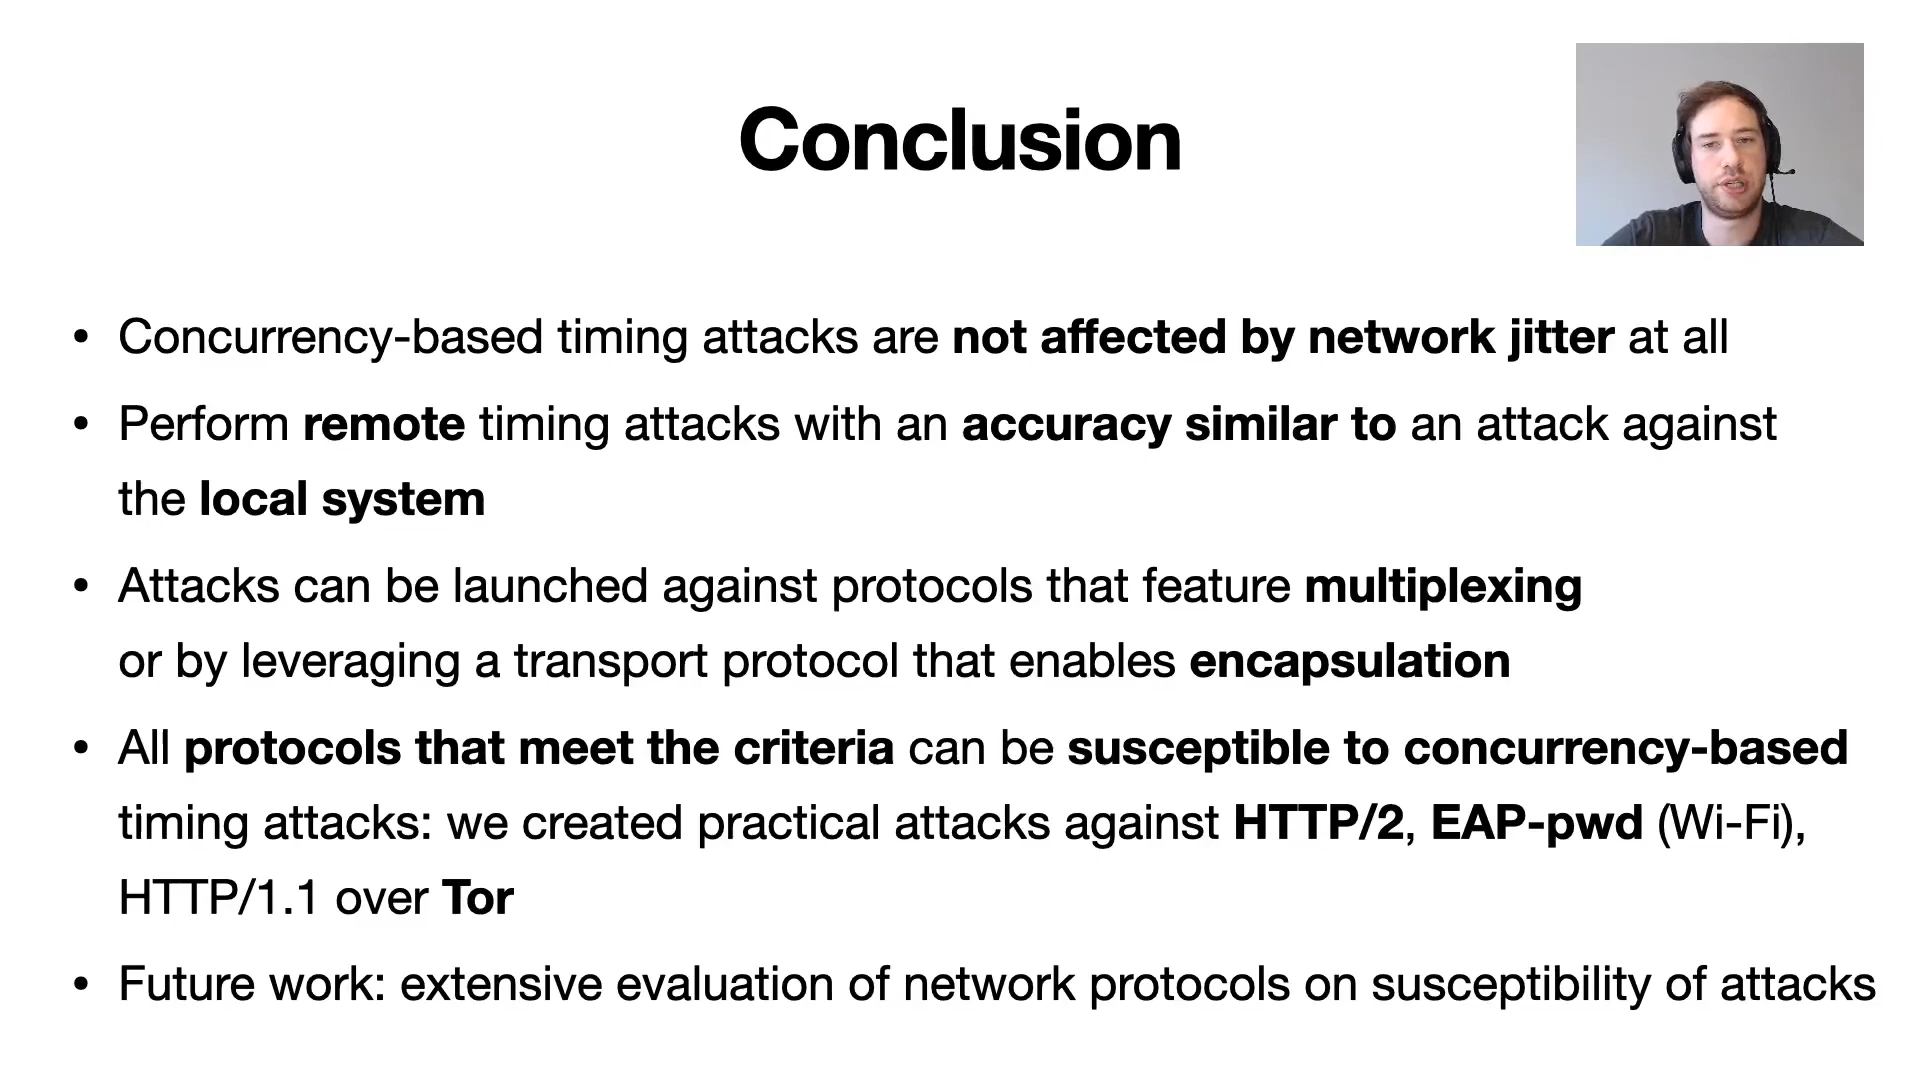 Conclusion
• Concurrency-based timing attacks are not affected by network jitter at all
• Perform remote timing attacks with an accuracy similar to an attack against
the local system
• Attacks can be launched against protocols that feature multiplexing
or by leveraging a transport protocol that enables encapsulation
• All protocols that meet the criteria can be susceptible to concurrency-based
timing attacks: we created practical attacks against HTTP/2, EAP-pwd (Wi-Fi),
HTTP/1.1 over Tor
• Future work: extensive evaluation of network protocols on susceptibility of attacks